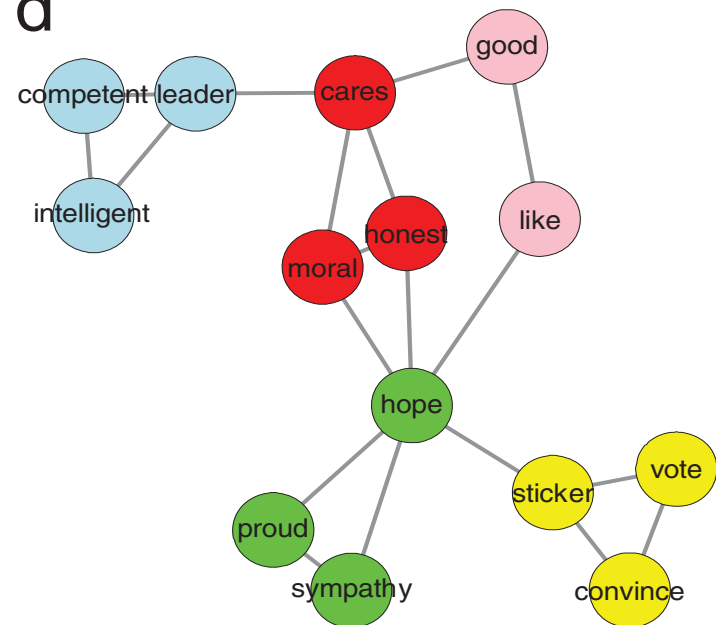 d
good
competent
leader
cares
intelligent
like
honest
moral
hope
vote
sticker
proud
sympathy
convince